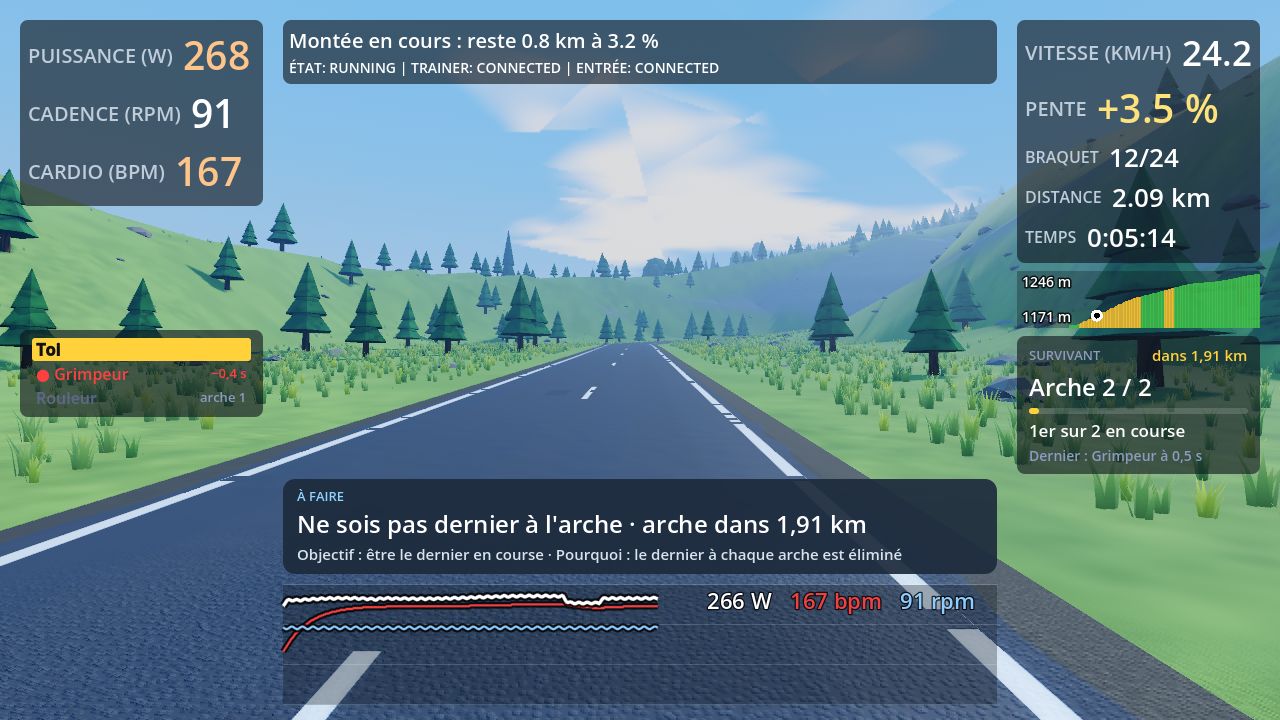 PUISSANCE (W) 268
CADENCE (RPM) 91
CARDIO (BPM) 167
Montée en cours : reste 0.8 km à 3.2 %
ÉTAT: RUNNING | TRAINER: CONNECTED | ENTRÉE: CONNECTED
VITESSE (KM/H) 24.2
PENTE +3.5 %
BRAQUET 12/24
DISTANCE 2.09 km
TEMPS 0:05:14
1246 m
1171 m
Toi
Grimpeur −0,4 s
Rouleur arche 1
SURVIVANT dans 1,91 km
Arche 2 / 2
1er sur 2 en course
Dernier : Grimpeur à 0,5 s
À FAIRE
Ne sois pas dernier à l'arche · arche dans 1,91 km
Objectif : être le dernier en course · Pourquoi : le dernier à chaque arche est éliminé
266 W 167 bpm 91 rpm